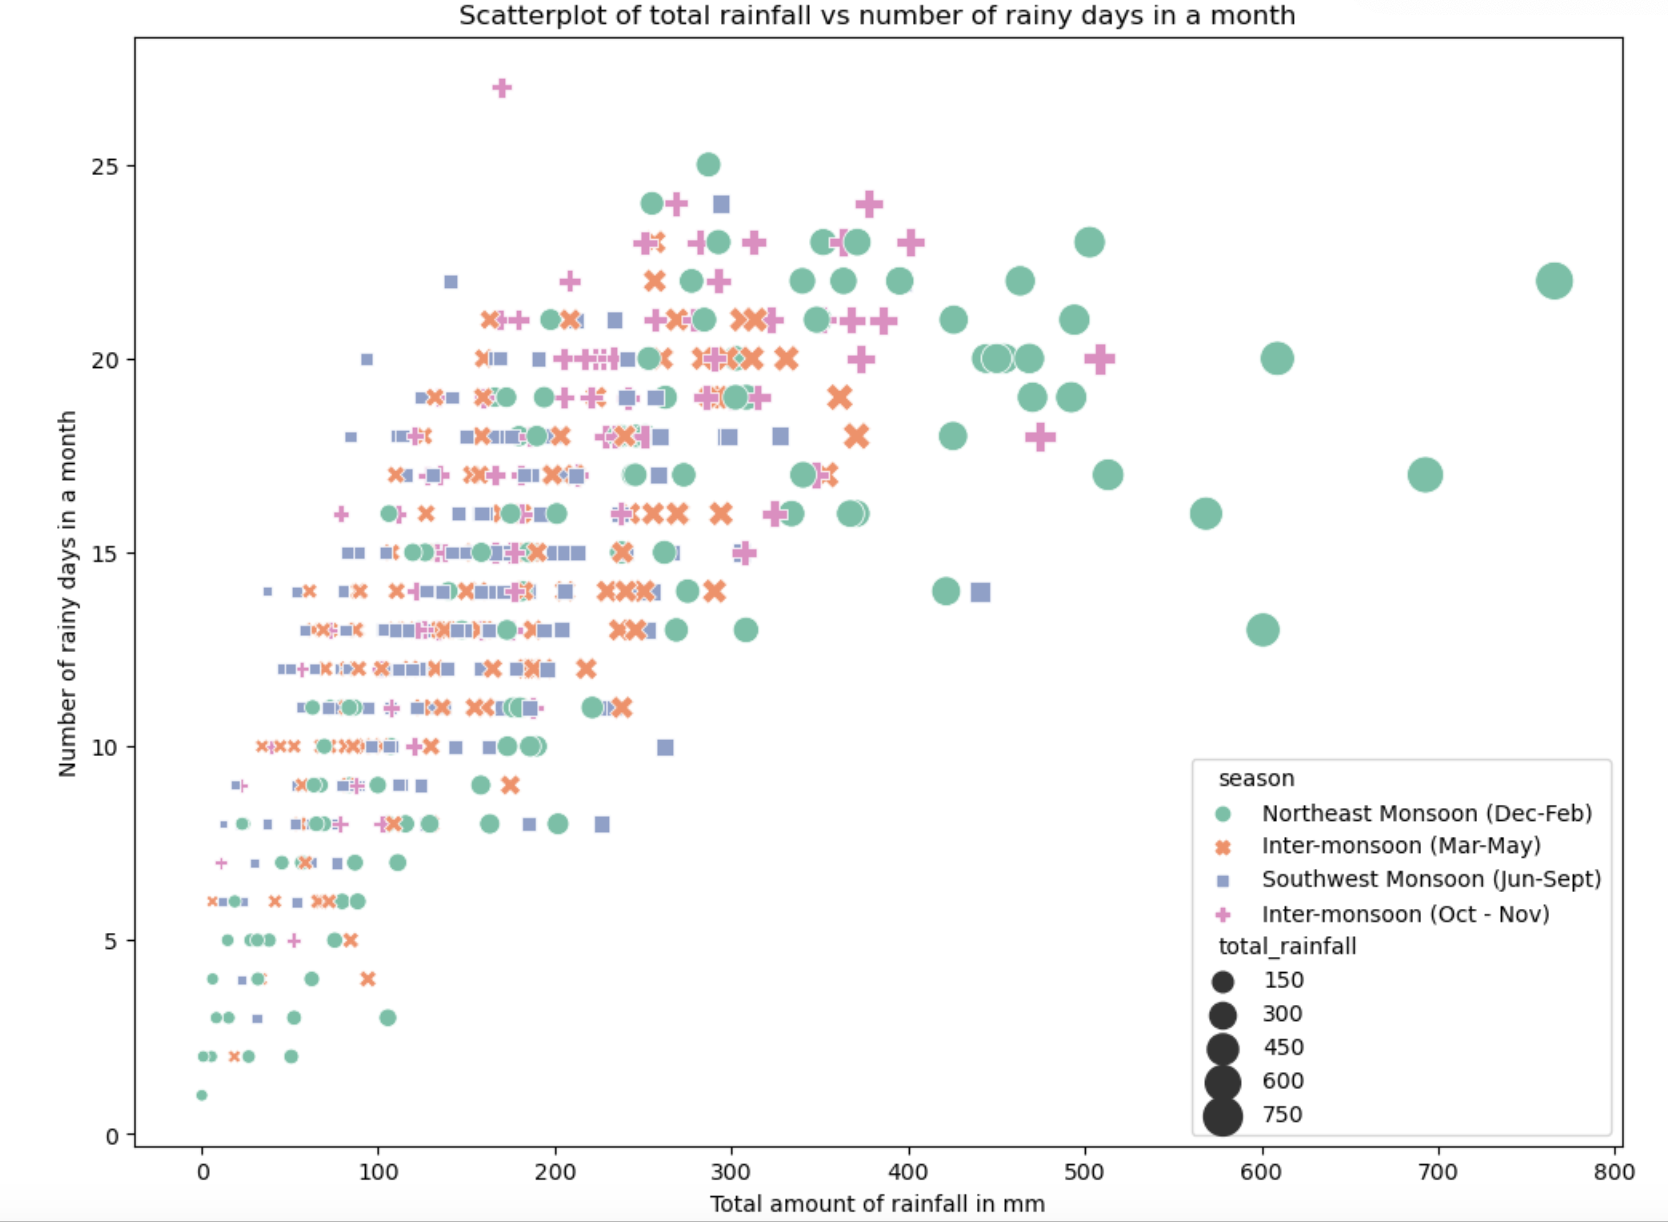 Scatterplot of total rainfall vs number of rainy days in a month
Number of rainy days in a month
25
20
15
10
5
0
season
Northeast Monsoon (Dec-Feb)
Inter-monsoon (Mar-May)
Southwest Monsoon (Jun-Sept)
Inter-monsoon (Oct - Nov)
total_rainfall
150
300
450
600
750
0 100 200 300 400 500 600 700 800
Total amount of rainfall in mm